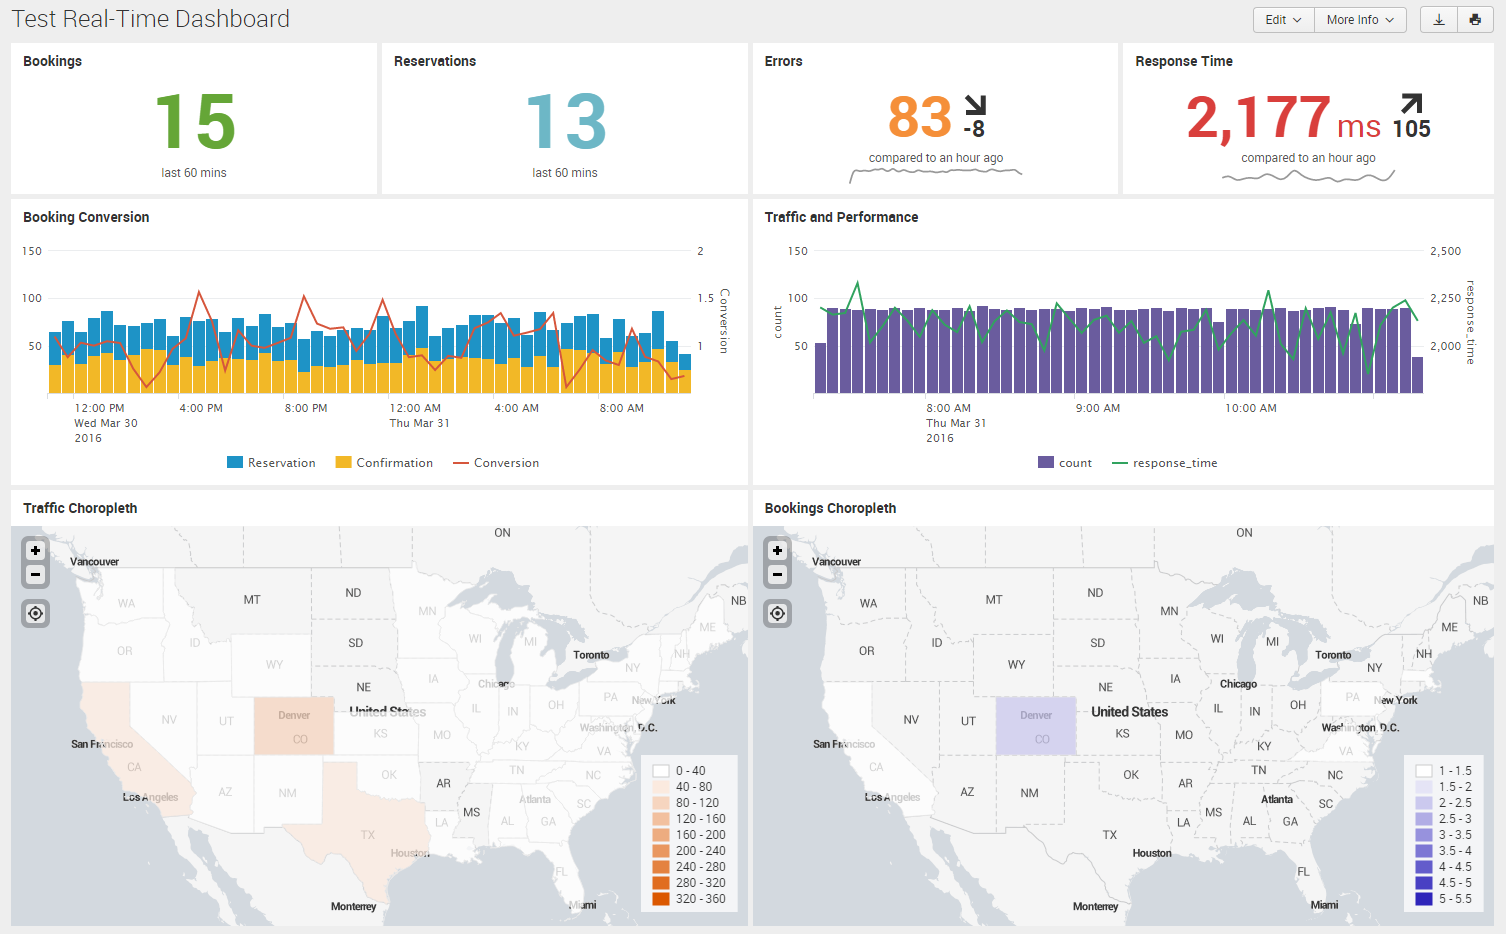 Test Real-Time Dashboard
Edit
More Info
Bookings
15
last 60 mins
Reservations
13
last 60 mins
Errors
83
-8
compared to an hour ago
Response Time
2,177 ms
105
compared to an hour ago
Booking Conversion
150
100
50
2
1.5
1
Conversion
12:00 PM
Wed Mar 30
2016
4:00 PM
8:00 PM
12:00 AM
Thu Mar 31
4:00 AM
8:00 AM
Reservation
Confirmation
Conversion
Traffic and Performance
150
100
50
count
2,500
2,250
2,000
response_time
8:00 AM
Thu Mar 31
2016
9:00 AM
10:00 AM
count
response_time
Traffic Choropleth
+
−
ON
Vancouver
WA
MT
ND
MN
NB
ME
OR
ID
SD
WI
MI
Toronto
NY
NH
WY
IA
NE
Chicago
PA
New York
NV
UT
Denver
CO
United States
KS
MO
IL
IN
OH
Washington, D.C.
KY
VA
San Francisco
CA
Los Angeles
AZ
NM
OK
AR
TN
NC
MS
Atlanta
SC
AL
GA
LA
TX
Houston
FL
Monterrey
Miami
0 - 40
40 - 80
80 - 120
120 - 160
160 - 200
200 - 240
240 - 280
280 - 320
320 - 360
Bookings Choropleth
+
−
ON
Vancouver
WA
MT
ND
MN
NB
ME
OR
ID
SD
WI
MI
Toronto
NY
NH
WY
IA
NE
Chicago
PA
New York
NV
UT
Denver
CO
United States
KS
MO
IL
IN
OH
Washington, D.C.
KY
VA
San Francisco
CA
Los Angeles
AZ
NM
OK
AR
TN
NC
MS
Atlanta
SC
AL
GA
LA
TX
Houston
FL
Monterrey
Miami
1 - 1.5
1.5 - 2
2 - 2.5
2.5 - 3
3 - 3.5
3.5 - 4
4 - 4.5
4.5 - 5
5 - 5.5